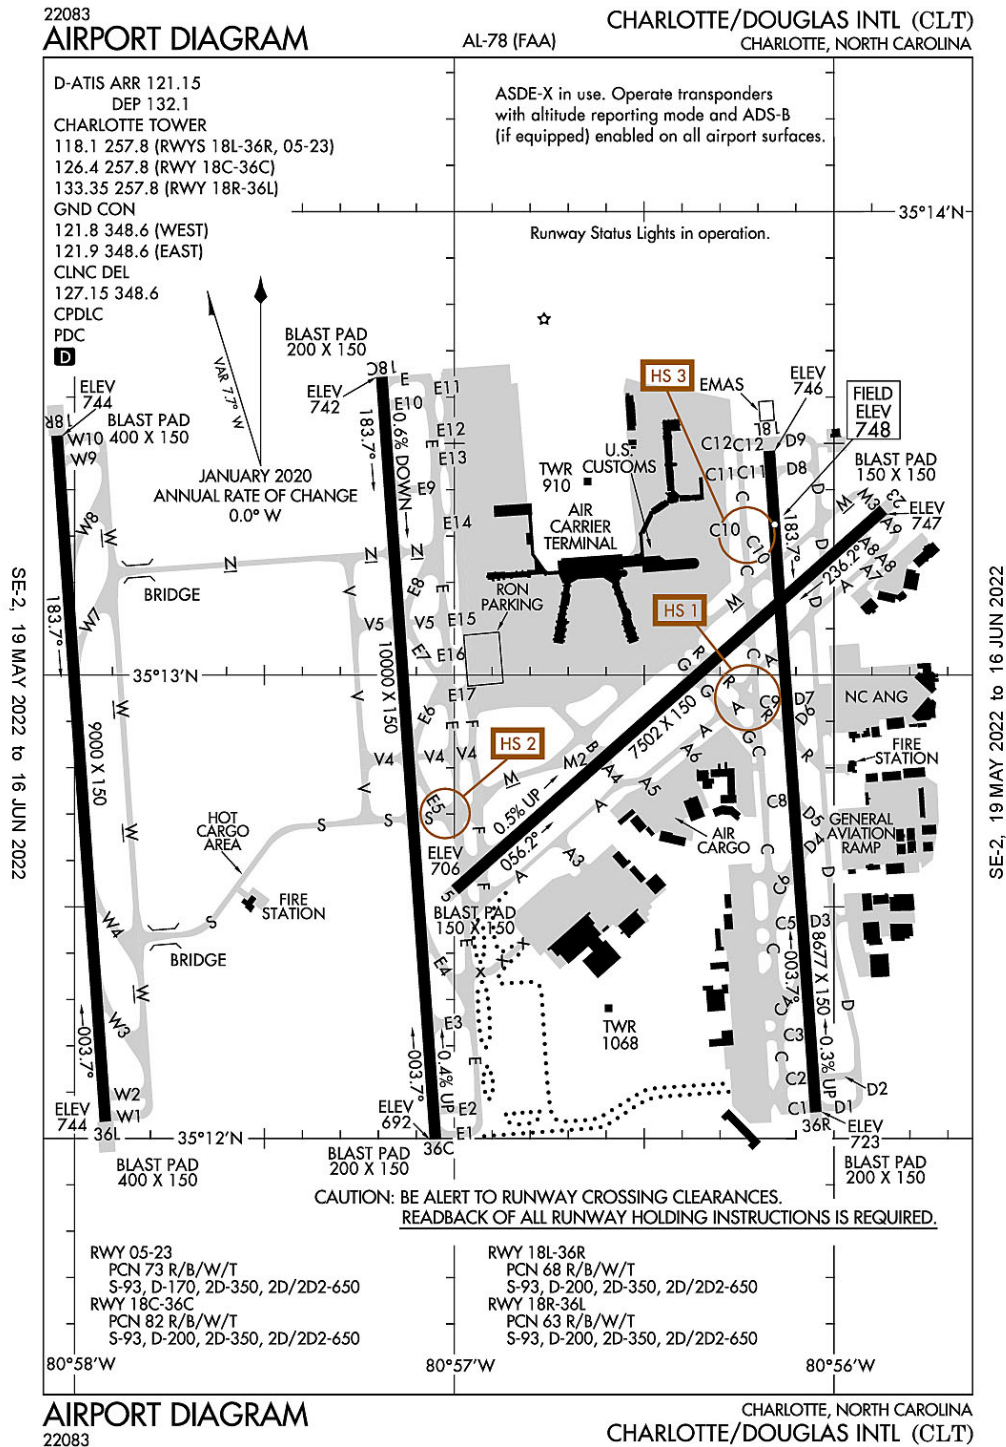 22083
AIRPORT DIAGRAM
AL-78 (FAA)
CHARLOTTE/DOUGLAS INTL (CLT)
CHARLOTTE, NORTH CAROLINA
D-ATIS ARR 121.15
DEP 132.1
CHARLOTTE TOWER
118.1 257.8 (RWYS 18L-36R, 05-23)
126.4 257.8 (RWY 18C-36C)
133.35 257.8 (RWY 18R-36L)
GND CON
121.8 348.6 (WEST)
121.9 348.6 (EAST)
CLNC DEL
127.15 348.6
CPDLC
PDC
D
ASDE-X in use. Operate transponders
with altitude reporting mode and ADS-B
(if equipped) enabled on all airport surfaces.
35°14'N
Runway Status Lights in operation.
VAR 7.7° W
JANUARY 2020
ANNUAL RATE OF CHANGE
0.0° W
BLAST PAD
200 X 150
18C
ELEV
742
E
E11
E10
E12
E
E13
E9
E14
183.7°
0.6% DOWN
ELEV
744
18R
BLAST PAD
400 X 150
W10
W9
W8
W
W7
183.7°
N
N
N
BRIDGE
V
V5
V5
E8
E
E15
E7
E16
E17
E6
10000 X 150
35°13'N
W
9000 X 150
W
V
V4
V4
V
E5
S
S
S
S
F
F
F
F
HS 2
HOT
CARGO
AREA
FIRE
STATION
BRIDGE
W4
W
W3
W2
W1
003.7°
ELEV
744
36L
35°12'N
BLAST PAD
400 X 150
HS 3
EMAS
18L
ELEV
746
FIELD
ELEV
748
BLAST PAD
150 X 150
C12
C12
D9
C11
C11
D8
C
C10
C10
C
D
D
D
M
M3
23
A9
ELEV
747
A8
A8
A7
A
236.2°
183.7°
TWR
910
U.S.
CUSTOMS
AIR
CARRIER
TERMINAL
RON
PARKING
HS 1
M
R
G
R
G
A
C
A
R
C9
G
C
D7
D6
R
NC ANG
FIRE
STATION
7502 X 150
B
M2
M
A4
A
A5
A6
A
0.5% UP
056.2°
AIR
CARGO
C8
D5
D4
GENERAL
AVIATION
RAMP
C
C6
D
C5
D3
8677 X 150
C
003.7°
C4
D
C3
C
C2
D2
0.3% UP
C1
D1
36R
ELEV
723
BLAST PAD
200 X 150
ELEV
706
5
A
A3
BLAST PAD
150 X 150
E
E4
X
X
X
E3
E
E2
E1
TWR
1068
003.7°
0.4% UP
ELEV
692
36C
BLAST PAD
200 X 150
CAUTION: BE ALERT TO RUNWAY CROSSING CLEARANCES.
READBACK OF ALL RUNWAY HOLDING INSTRUCTIONS IS REQUIRED.
RWY 05-23
PCN 73 R/B/W/T
S-93, D-170, 2D-350, 2D/2D2-650
RWY 18C-36C
PCN 82 R/B/W/T
S-93, D-200, 2D-350, 2D/2D2-650
RWY 18L-36R
PCN 68 R/B/W/T
S-93, D-200, 2D-350, 2D/2D2-650
RWY 18R-36L
PCN 63 R/B/W/T
S-93, D-200, 2D-350, 2D/2D2-650
80°58'W
80°57'W
80°56'W
SE-2, 19 MAY 2022 to 16 JUN 2022
SE-2, 19 MAY 2022 to 16 JUN 2022
AIRPORT DIAGRAM
22083
CHARLOTTE, NORTH CAROLINA
CHARLOTTE/DOUGLAS INTL (CLT)